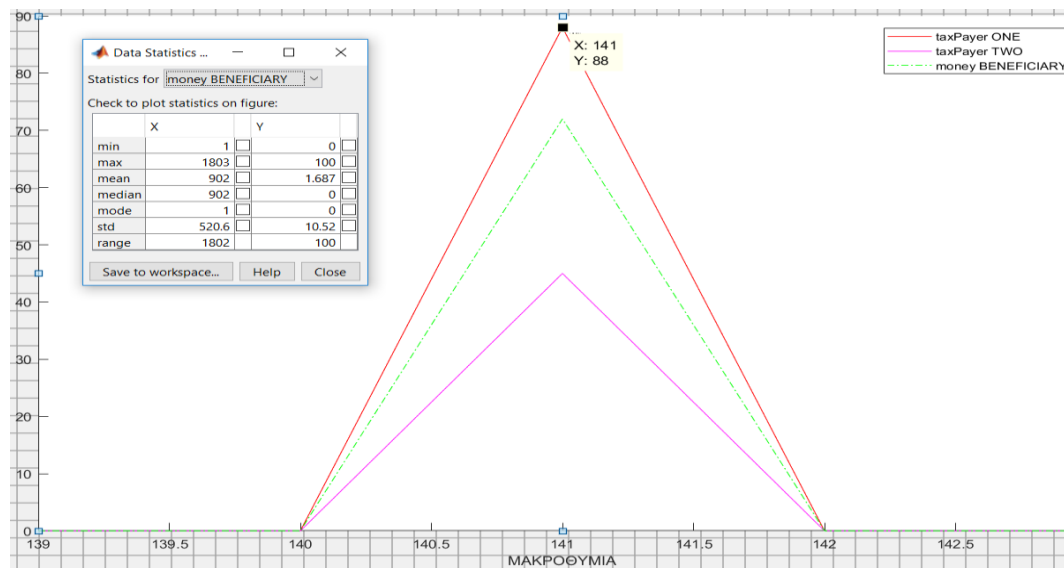 90
80
70
60
50
40
30
20
10
0
Data Statistics ...
Statistics for money BENEFICIARY
Check to plot statistics on figure:
X Y
min 1 0
max 1803 100
mean 902 1.687
median 902 0
mode 1 0
std 520.6 10.52
range 1802 100
Save to workspace... Help Close
X: 141
Y: 88
taxPayer ONE
taxPayer TWO
money BENEFICIARY
139 139.5 140 140.5 141 141.5 142 142.5
ΜΑΚΡΟΘΥΜΙΑ